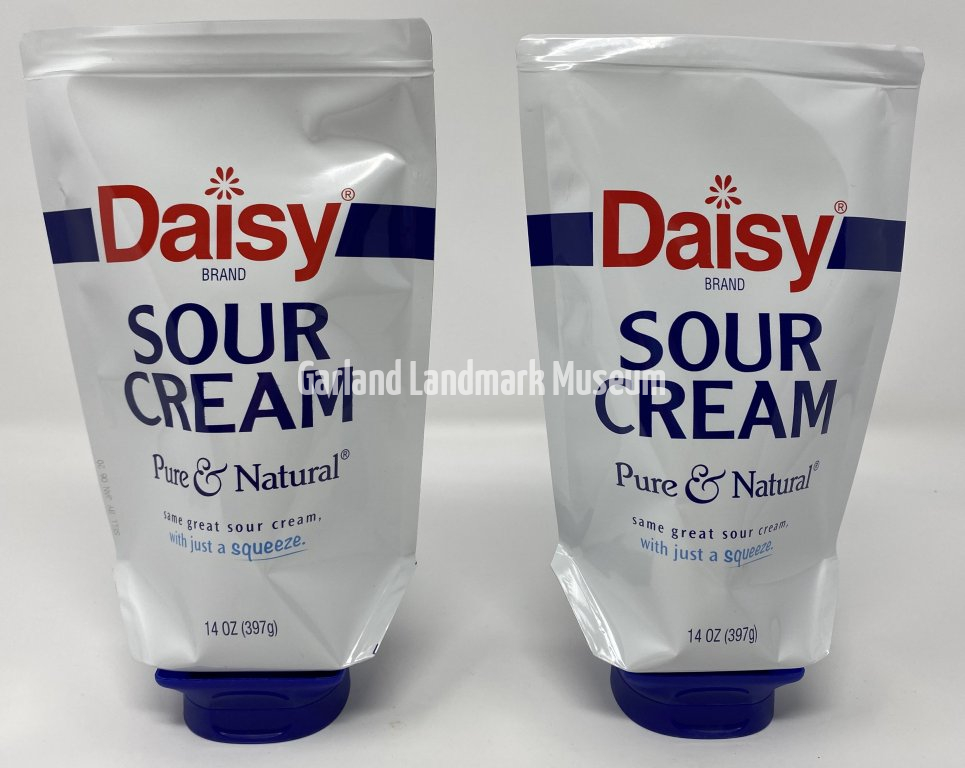 Daisy®
BRAND
SOUR
CREAM
Pure & Natural®
same great sour cream,
with just a squeeze.
14 OZ (397g)
Daisy®
BRAND
SOUR
CREAM
Pure & Natural®
same great sour cream,
with just a squeeze.
14 OZ (397g)
Garland Landmark Museum